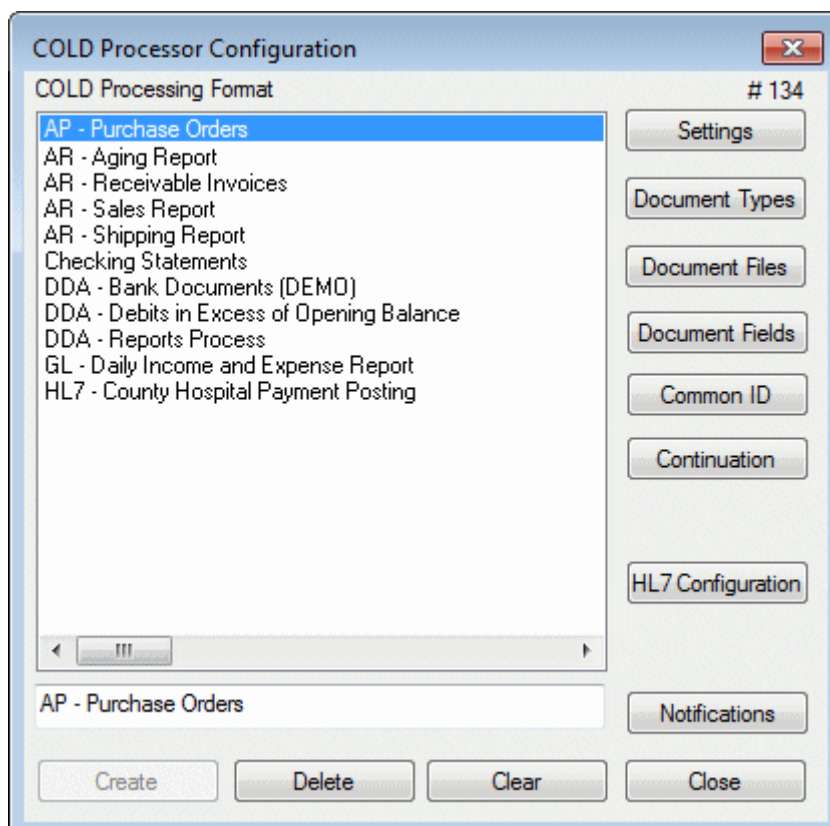 COLD Processor Configuration
COLD Processing Format
# 134
AP - Purchase Orders
AR - Aging Report
AR - Receivable Invoices
AR - Sales Report
AR - Shipping Report
Checking Statements
DDA - Bank Documents (DEMO)
DDA - Debits in Excess of Opening Balance
DDA - Reports Process
GL - Daily Income and Expense Report
HL7 - County Hospital Payment Posting
Settings
Document Types
Document Files
Document Fields
Common ID
Continuation
HL7 Configuration
AP - Purchase Orders
Notifications
Create
Delete
Clear
Close